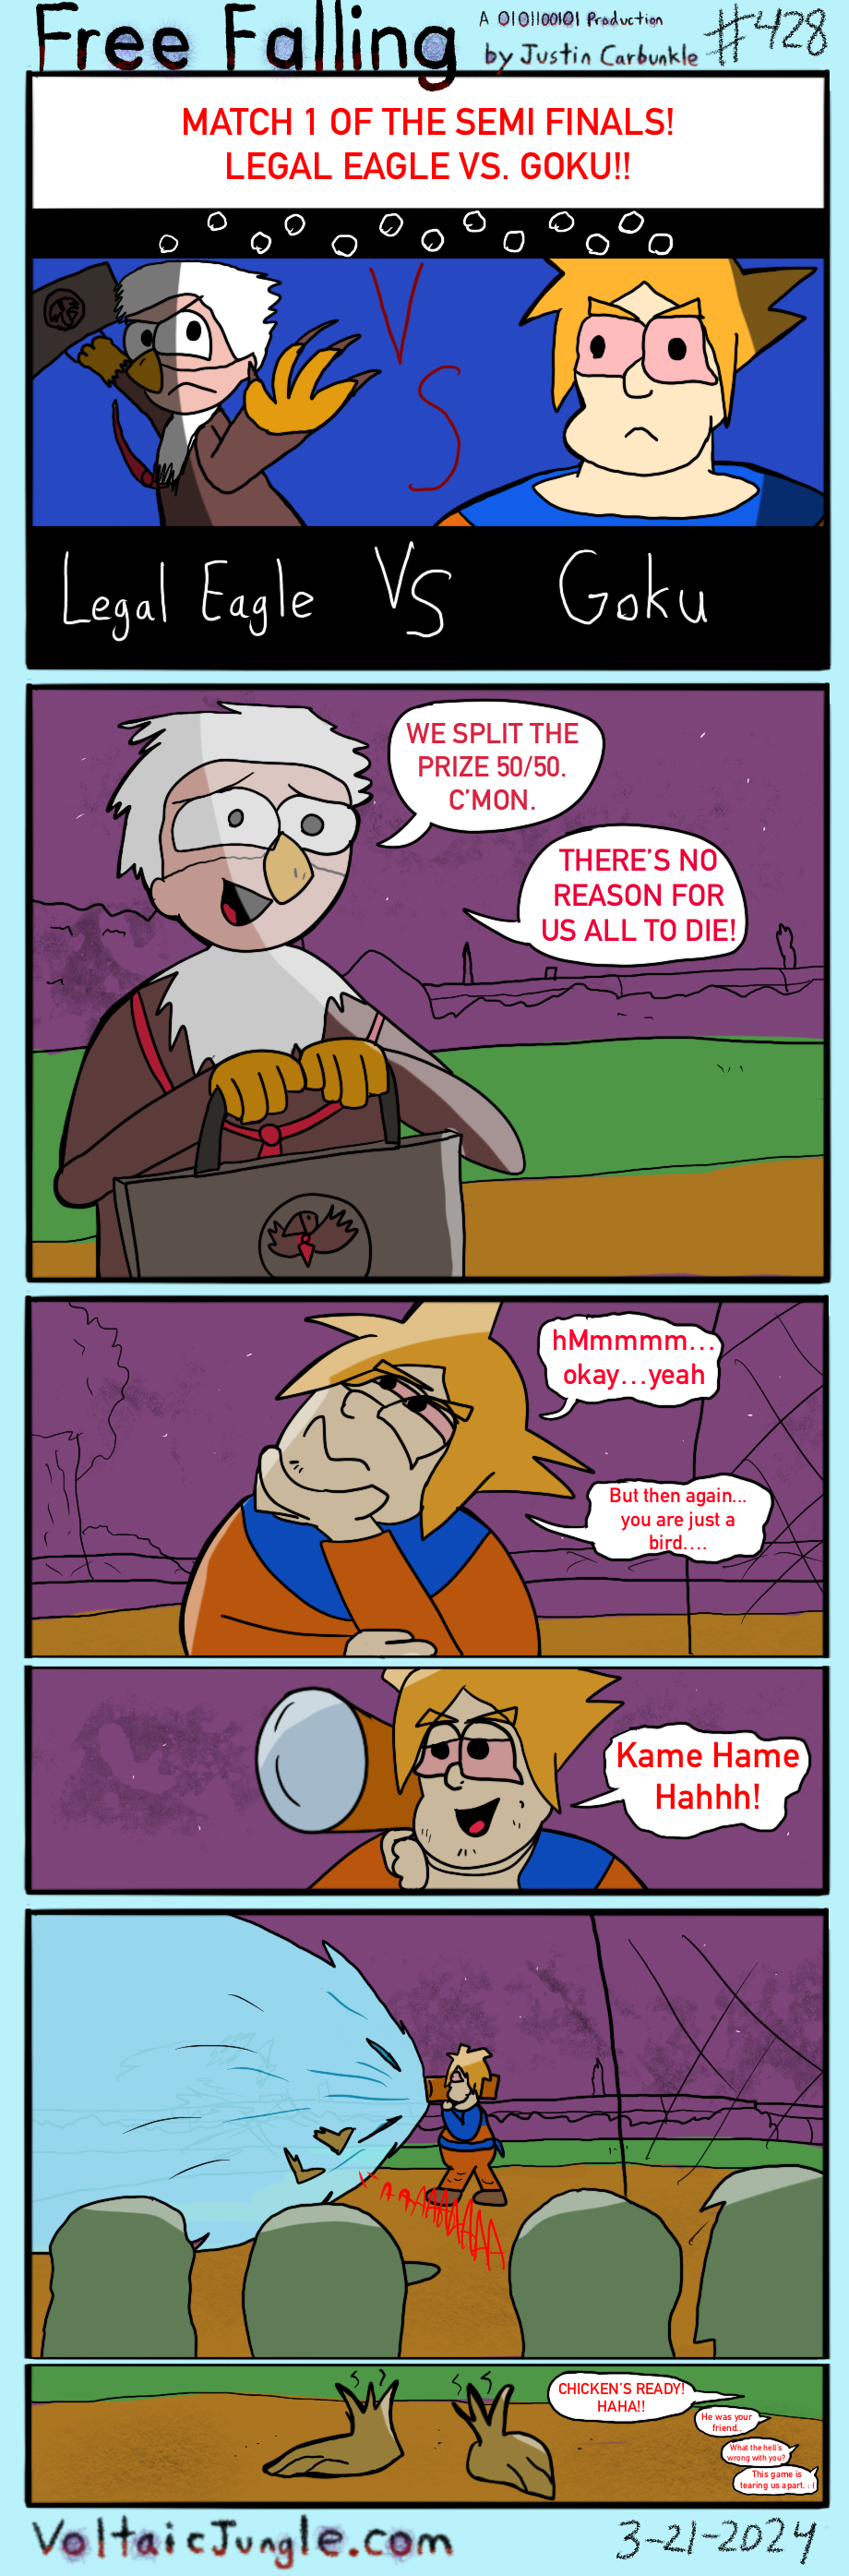 Free Falling
A 0101100101 Production
by Justin Carbunkle
#428
MATCH 1 OF THE SEMI FINALS!
LEGAL EAGLE VS. GOKU!!
VS
Legal Eagle VS Goku
WE SPLIT THE
PRIZE 50/50.
C'MON.
THERE'S NO
REASON FOR
US ALL TO DIE!
hMmmmm...
okay...yeah
But then again...
you are just a
bird....
Kame Hame
Hahhh!
CHICKEN'S READY!
HAHA!!
He was your
friend..
What the hell's
wrong with you?
This game is
tearing us apart. : (
VoltaicJungle.com
3-21-2024